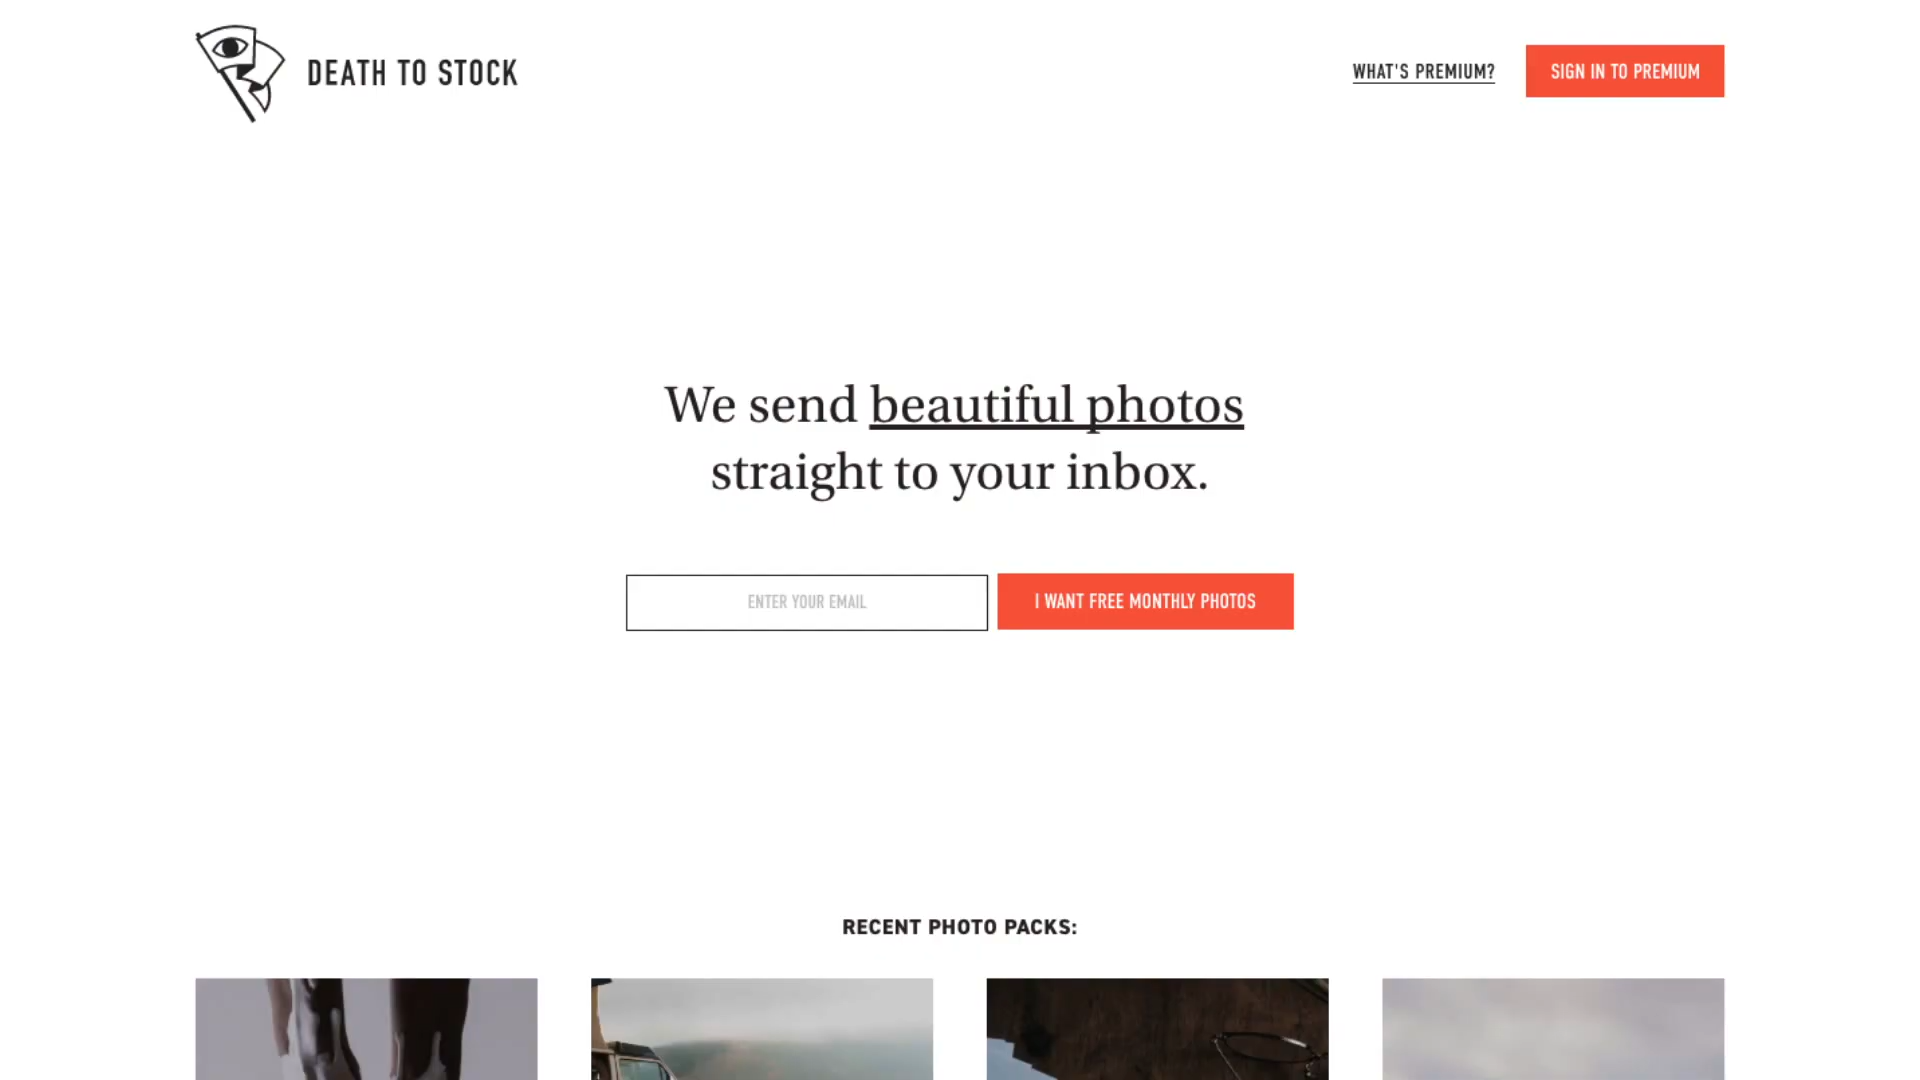 DEATH TO STOCK
WHAT'S PREMIUM?
SIGN IN TO PREMIUM
We send beautiful photos
straight to your inbox.
ENTER YOUR EMAIL
I WANT FREE MONTHLY PHOTOS
RECENT PHOTO PACKS: